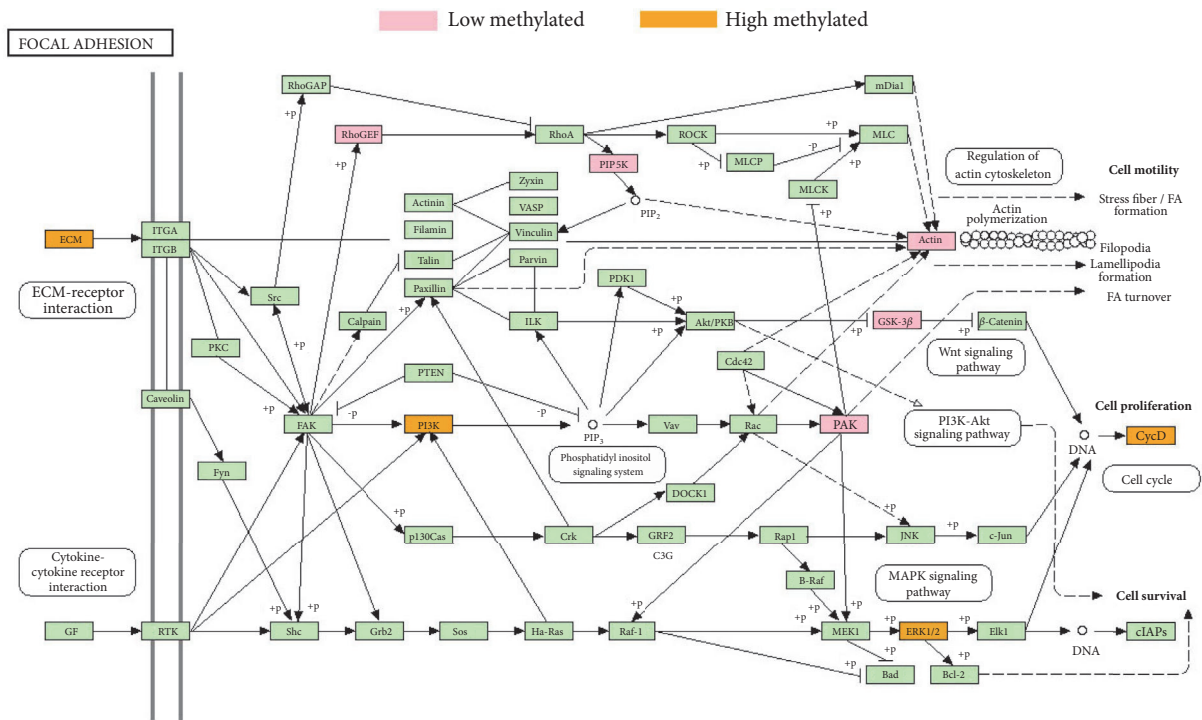 Low methylated
High methylated
FOCAL ADHESION
RhoGAP
mDia1
+p
RhoGEF
RhoA
ROCK
+p
MLC
+p
+p
MLCP
-p
+p
PIP5K
MLCK
+p
Regulation of
actin cytoskeleton
Cell motility
Stress fiber / FA
formation
Zyxin
Actinin
VASP
PIP2
Actin
polymerization
ECM
ITGA
ITGB
Filamin
Vinculin
Actin
Filopodia
Talin
Parvin
Lamellipodia
formation
ECM-receptor
interaction
Src
Paxillin
PDK1
+p
FA turnover
+p
Calpain
ILK
+p
Akt/PKB
GSK-3β
+p
+p
β-Catenin
PKC
+p
Wnt signaling
pathway
Cdc42
PTEN
Caveolin
+p
-p
-p
FAK
PI3K
PIP3
Vav
Rac
PAK
PI3K-Akt
signaling pathway
Cell proliferation
CycD
DNA
Phosphatidyl inositol
signaling system
Fyn
DOCK1
Cell cycle
+p
p130Cas
Crk
GRF2
C3G
Rap1
JNK
+p
c-Jun
Cytokine-
cytokine receptor
interaction
B-Raf
MAPK signaling
pathway
Cell survival
+p
+p
+p
+p
+p
GF
RTK
Shc
Grb2
Sos
Ha-Ras
Raf-1
MEK1
+p
ERK1/2
+p
Elk1
DNA
cIAPs
+p
+p
+p
Bad
Bcl-2